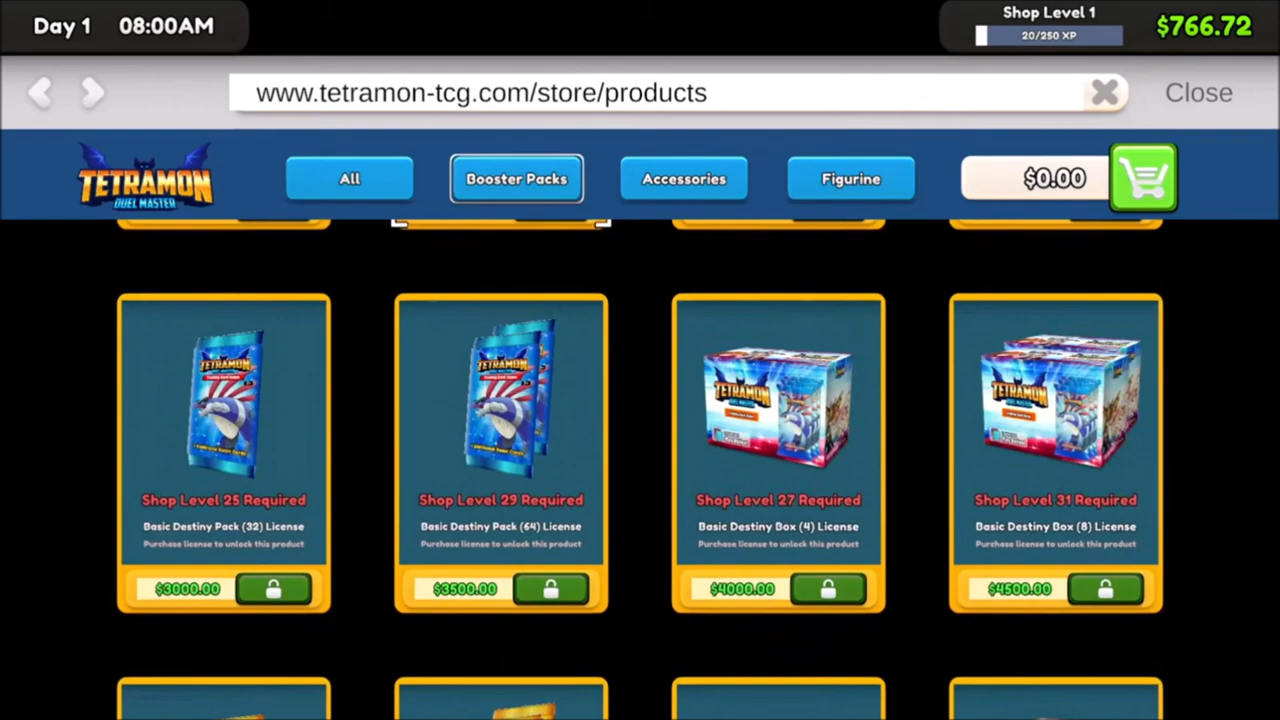 Day 1 08:00AM
Shop Level 1
20/250 XP
$766.72
www.tetramon-tcg.com/store/products
Close
TETRAMON
DUEL MASTER
All
Booster Packs
Accessories
Figurine
$0.00
TETRAMON
TETRAMON
TETRAMON
TETRAMON
Shop Level 25 Required
Basic Destiny Pack (32) License
Purchase license to unlock this product
$3000.00
Shop Level 29 Required
Basic Destiny Pack (64) License
Purchase license to unlock this product
$3500.00
Shop Level 27 Required
Basic Destiny Box (4) License
Purchase license to unlock this product
$4000.00
Shop Level 31 Required
Basic Destiny Box (8) License
Purchase license to unlock this product
$4500.00